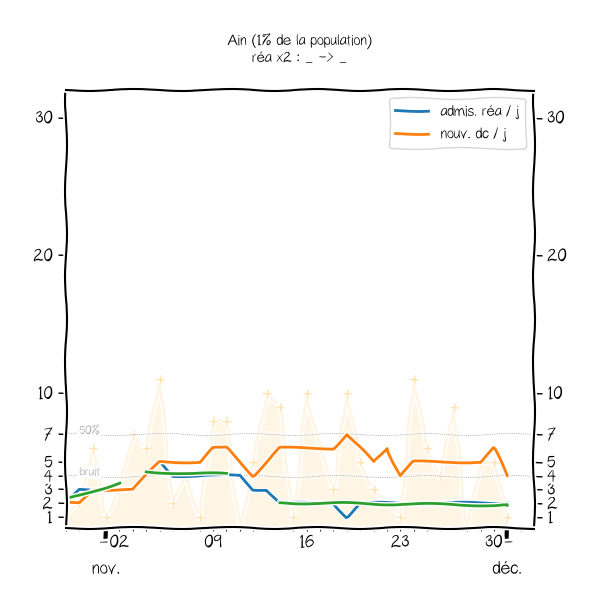 Ain (1% de la population)
réa x2 : _ -> _
admis. réa / j
nouv. dc / j
30 30
20 20
10 10
7 50% 7
5 5
4 bruit 4
3 3
2 2
1 1
02 09 16 23 30
nov. déc.